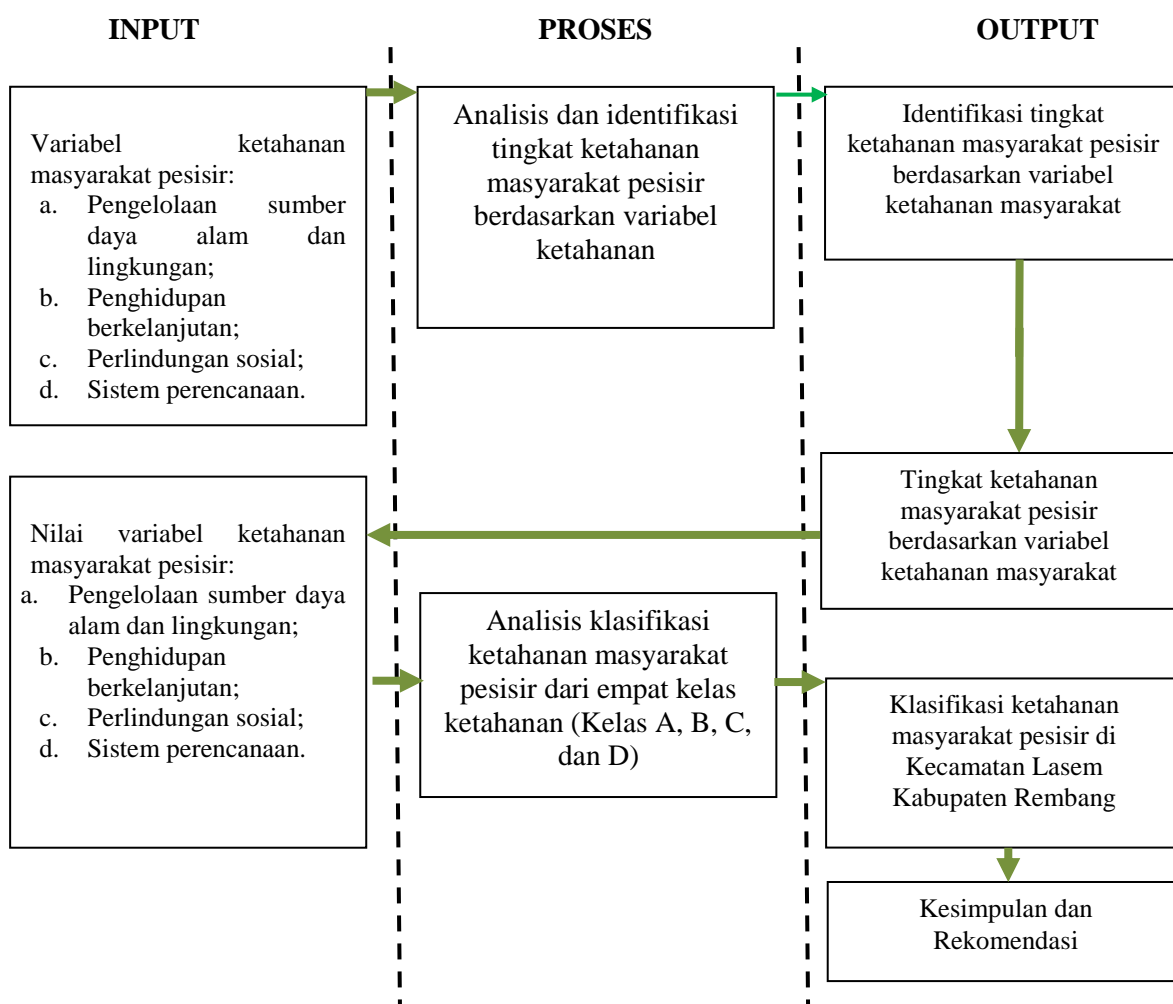 INPUT
PROSES
OUTPUT
Variabel ketahanan
masyarakat pesisir:
a. Pengelolaan sumber
daya alam dan
lingkungan;
b. Penghidupan
berkelanjutan;
c. Perlindungan sosial;
d. Sistem perencanaan.
Analisis dan identifikasi
tingkat ketahanan
masyarakat pesisir
berdasarkan variabel
ketahanan
Identifikasi tingkat
ketahanan masyarakat pesisir
berdasarkan variabel
ketahanan masyarakat
Tingkat ketahanan
masyarakat pesisir
berdasarkan variabel
ketahanan masyarakat
Nilai variabel ketahanan
masyarakat pesisir:
a. Pengelolaan sumber daya
alam dan lingkungan;
b. Penghidupan
berkelanjutan;
c. Perlindungan sosial;
d. Sistem perencanaan.
Analisis klasifikasi
ketahanan masyarakat
pesisir dari empat kelas
ketahanan (Kelas A, B, C,
dan D)
Klasifikasi ketahanan
masyarakat pesisir di
Kecamatan Lasem
Kabupaten Rembang
Kesimpulan dan
Rekomendasi